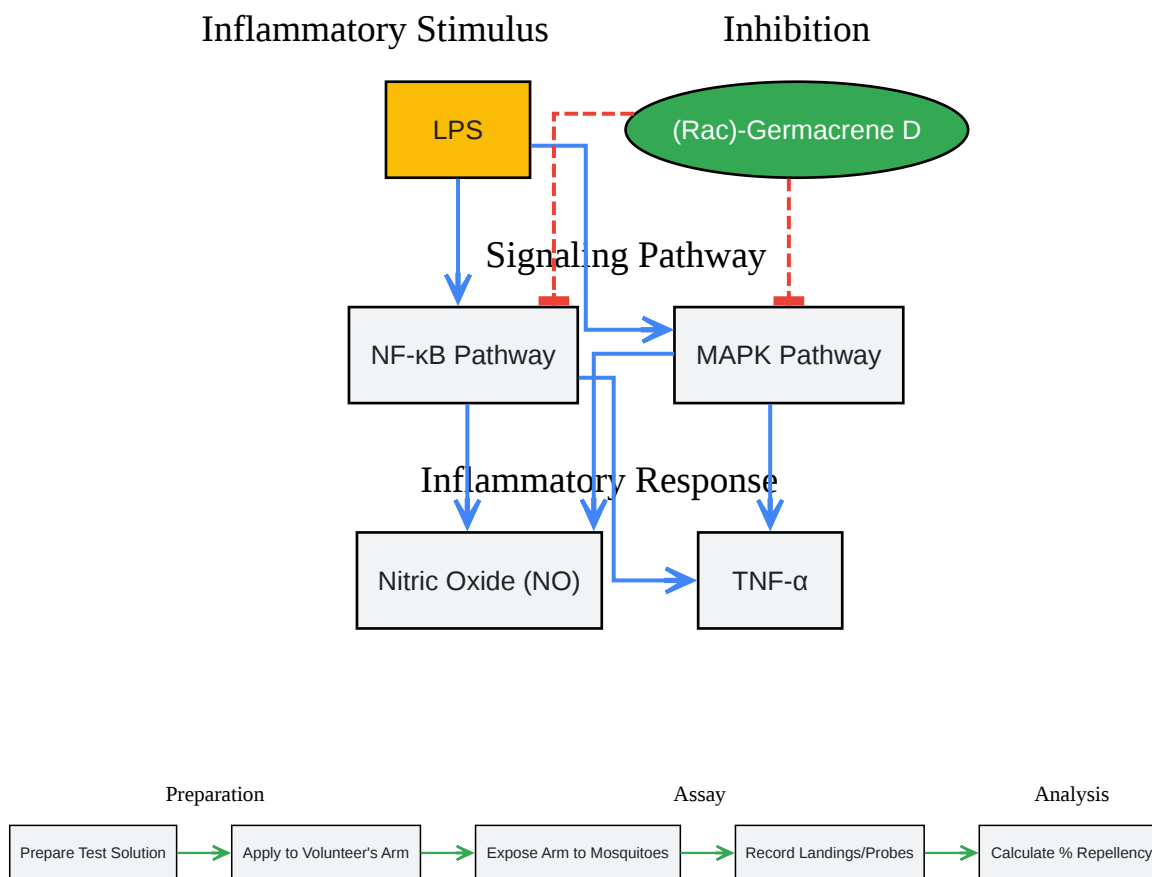 Inflammatory Stimulus
Inhibition
LPS
(Rac)-Germacrene D
Signaling Pathway
NF-κB Pathway
MAPK Pathway
Inflammatory Response
Nitric Oxide (NO)
TNF-α
Preparation
Assay
Analysis
Prepare Test Solution
Apply to Volunteer's Arm
Expose Arm to Mosquitoes
Record Landings/Probes
Calculate % Repellency